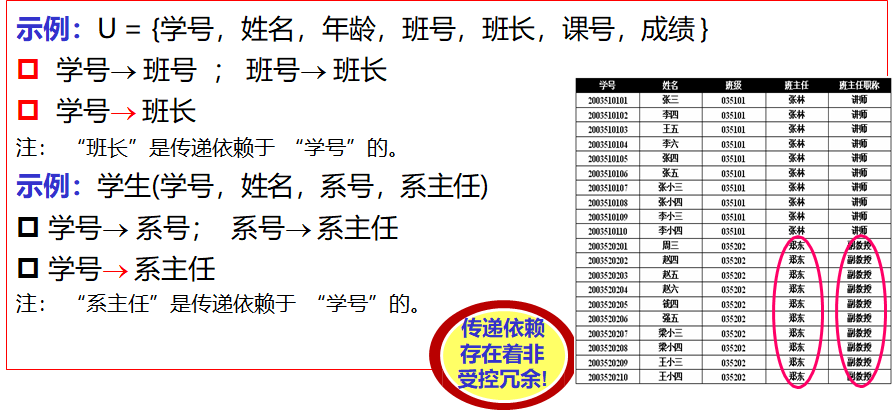 示例：U = {学号，姓名，年龄，班号，班长，课号，成绩}
学号→ 班号 ； 班号→ 班长
学号→ 班长
注： “班长”是传递依赖于 “学号”的。
示例：学生(学号，姓名，系号，系主任)
学号→ 系号； 系号→ 系主任
学号→ 系主任
注： “系主任”是传递依赖于 “学号”的。
传递依赖
存在着非
受控冗余!
学号 姓名 班级 班主任 班主任职称
2003510101 张三 035101 张林 讲师
2003510102 李四 035101 张林 讲师
2003510103 王五 035101 张林 讲师
2003510104 李六 035101 张林 讲师
2003510105 张四 035101 张林 讲师
2003510106 张五 035101 张林 讲师
2003510107 张小三 035101 张林 讲师
2003510108 张小四 035101 张林 讲师
2003510109 李小三 035101 张林 讲师
2003510110 李小四 035101 张林 讲师
2003520201 周三 035202 郑东 副教授
2003520202 赵四 035202 郑东 副教授
2003520203 赵五 035202 郑东 副教授
2003520204 赵六 035202 郑东 副教授
2003520205 钱四 035202 郑东 副教授
2003520206 强五 035202 郑东 副教授
2003520207 梁小三 035202 郑东 副教授
2003520208 梁小四 035202 郑东 副教授
2003520209 王小三 035202 郑东 副教授
2003520210 王小四 035202 郑东 副教授